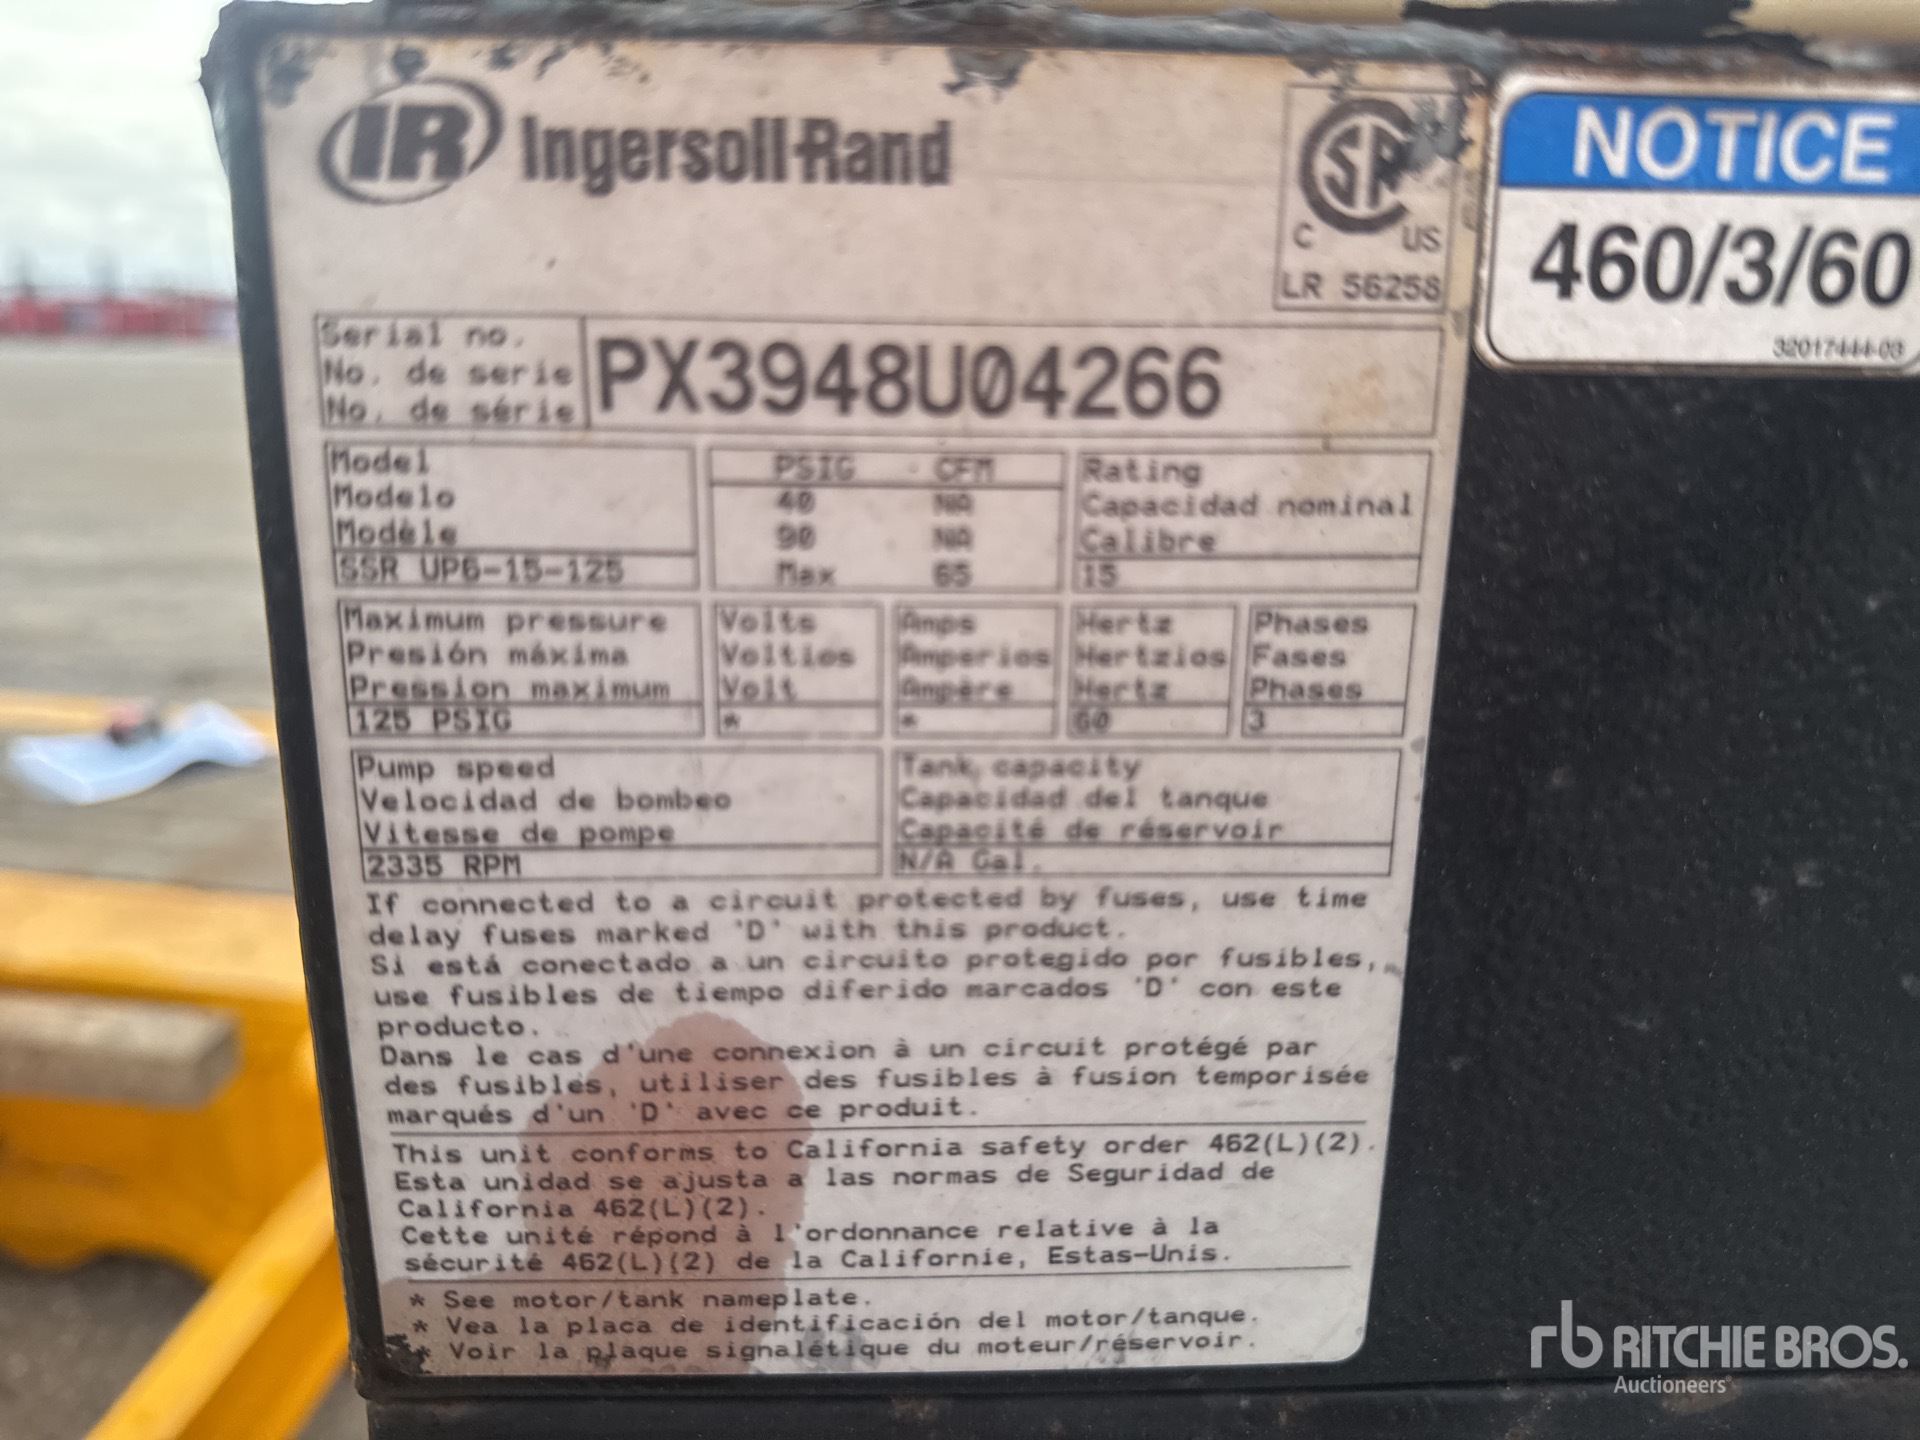 IR Ingersoll-Rand
SA
C US
LR 56258
NOTICE
460/3/60
32017444-03
Serial no.
No. de serie
No. de série
PX3948U04266
Model
Modelo
Modèle
SSR UP6-15-125
PSIG CFM
40 NA
90 NA
Max 65
Rating
Capacidad nominal
Calibre
15
Maximum pressure
Presión máxima
Pression maximum
125 PSIG
Volts
Voltios
Volt
*
Amps
Amperios
Ampère
*
Hertz
Hertzios
Hertz
60
Phases
Fases
Phases
3
Pump speed
Velocidad de bombeo
Vitesse de pompe
2335 RPM
Tank capacity
Capacidad del tanque
Capacité de réservoir
N/A Gal.
If connected to a circuit protected by fuses, use time
delay fuses marked 'D' with this product.
Si está conectado a un circuito protegido por fusibles,
use fusibles de tiempo diferido marcados 'D' con este
producto.
Dans le cas d'une connexion à un circuit protégé par
des fusibles, utiliser des fusibles à fusion temporisée
marqués d'un 'D' avec ce produit.
This unit conforms to California safety order 462(L)(2).
Esta unidad se ajusta a las normas de Seguridad de
California 462(L)(2).
Cette unité répond à l'ordonnance relative à la
sécurité 462(L)(2) de la Californie, Estas-Unis.
* See motor/tank nameplate.
* Vea la placa de identificación del motor/tanque.
* Voir la plaque signalétique du moteur/réservoir.
rb RITCHIE BROS.
Auctioneers